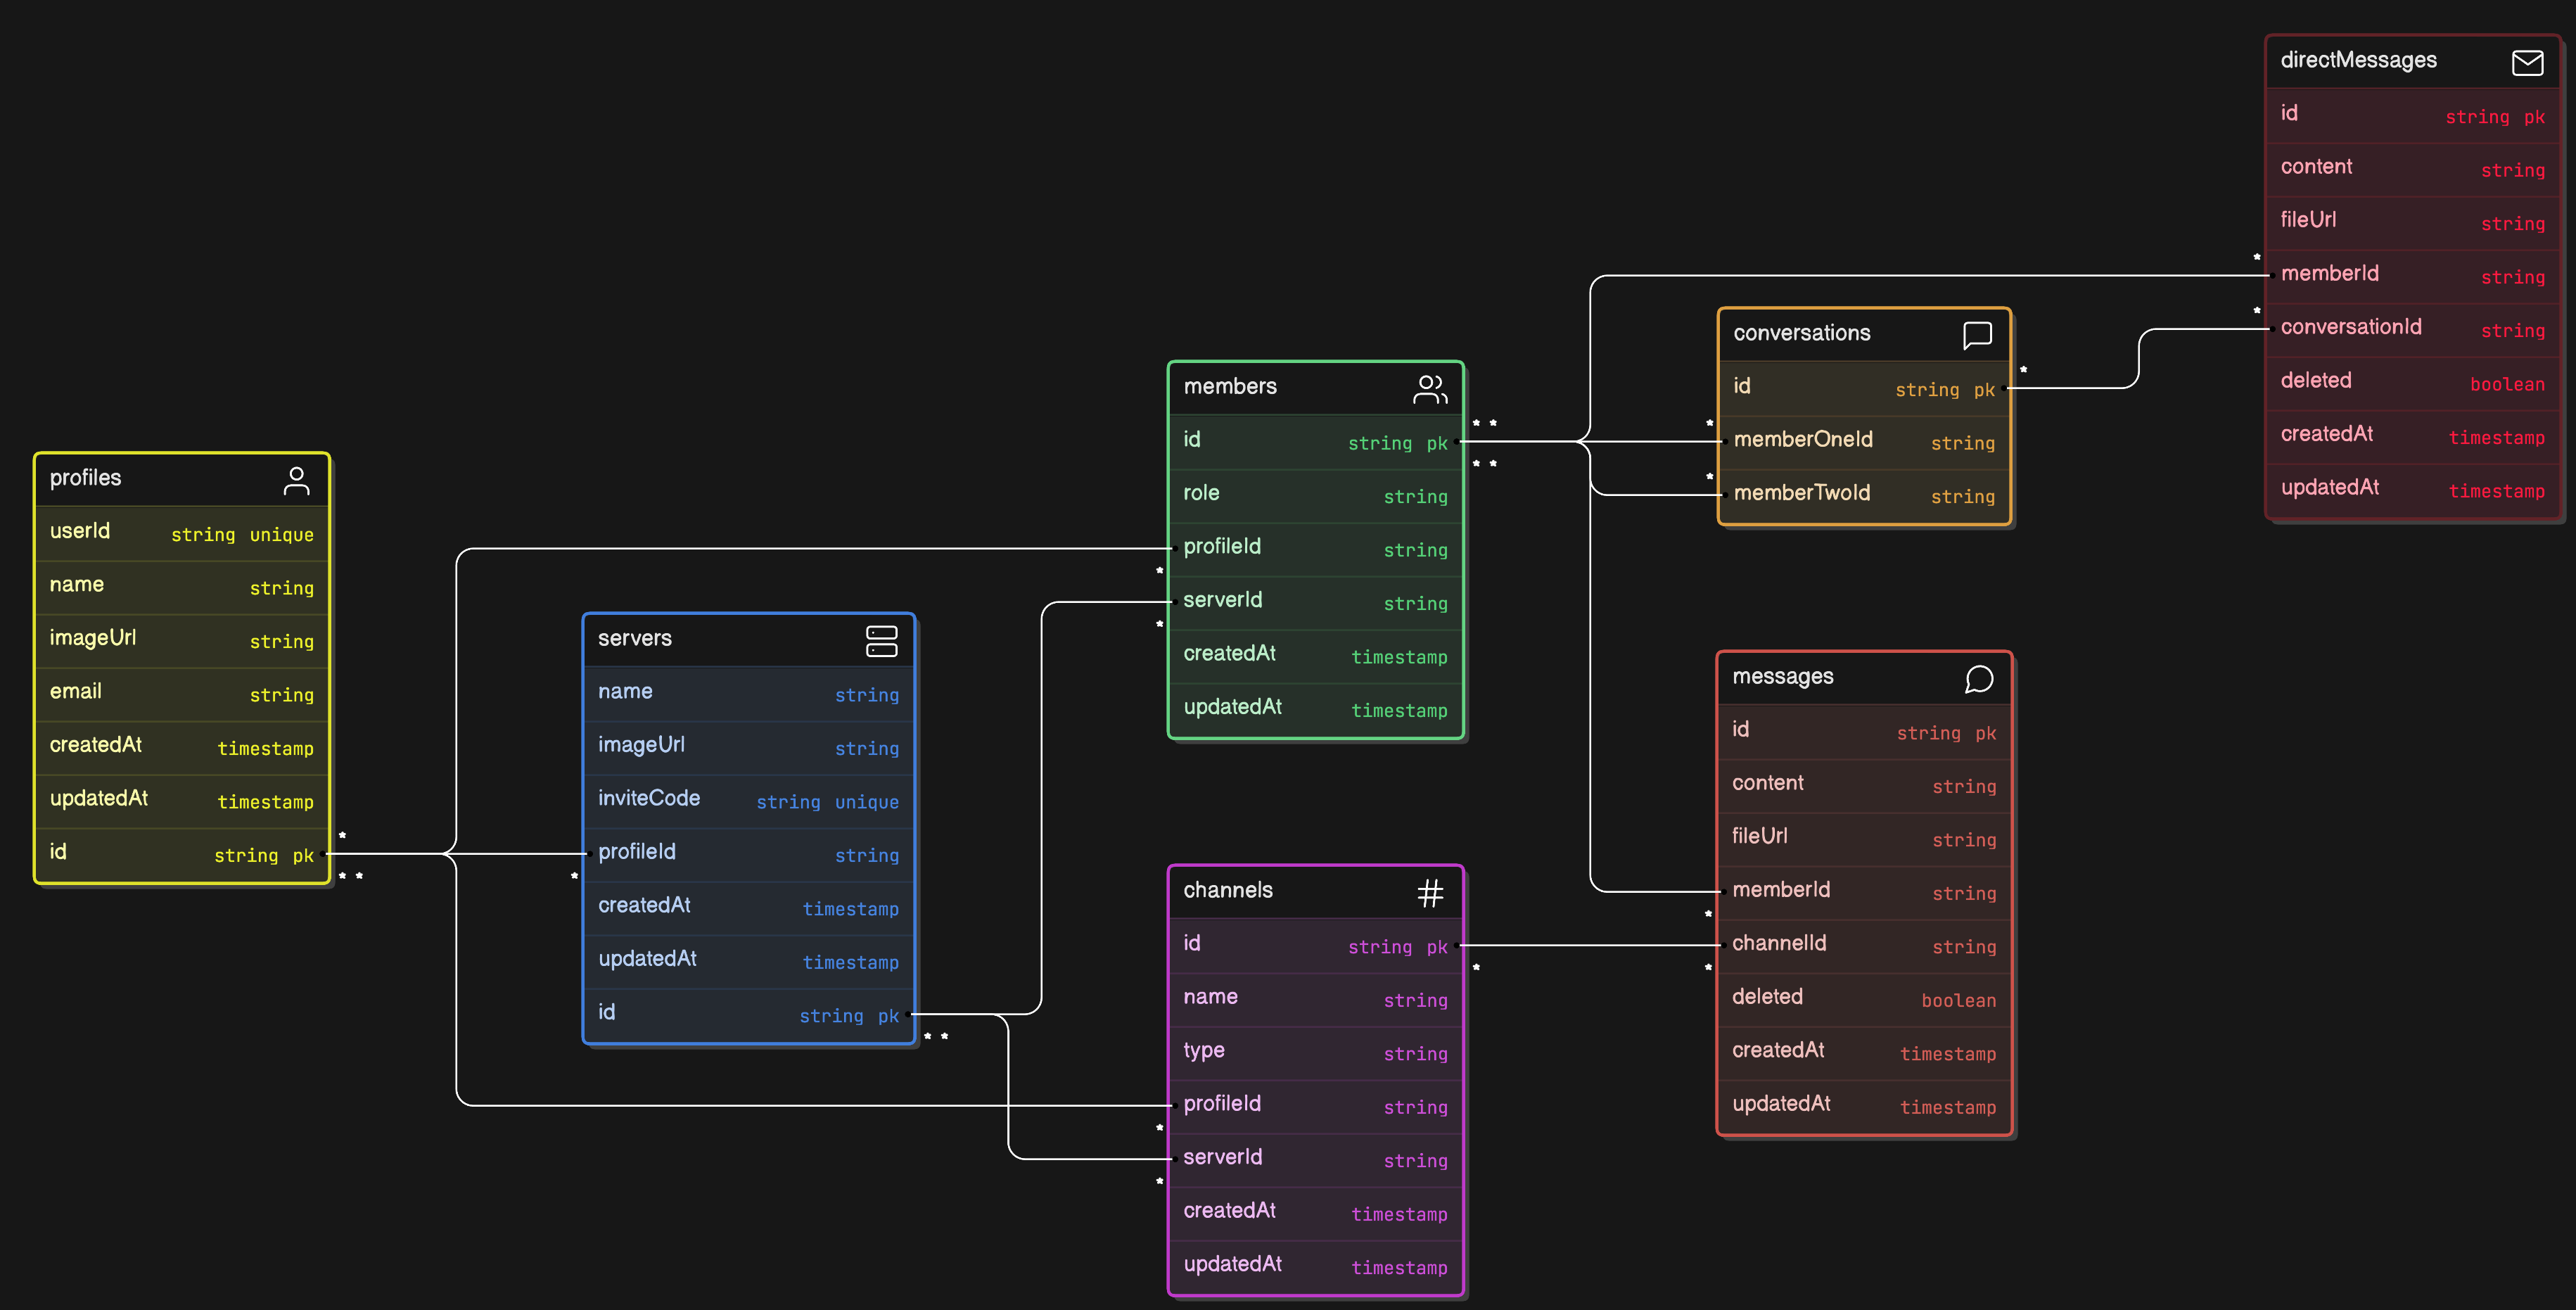 profiles
userId string unique
name string
imageUrl string
email string
createdAt timestamp
updatedAt timestamp
id string pk
*
* *
servers
name string
imageUrl string
inviteCode string unique
* profileId string
createdAt timestamp
updatedAt timestamp
id string pk
* *
members
id string pk
* *
* *
role string
* profileId string
* serverId string
createdAt timestamp
updatedAt timestamp
channels
id string pk
*
name string
type string
* profileId string
* serverId string
createdAt timestamp
updatedAt timestamp
conversations
id string pk
*
* memberOneId string
* memberTwoId string
messages
id string pk
content string
fileUrl string
* memberId string
* channelId string
deleted boolean
createdAt timestamp
updatedAt timestamp
directMessages
id string pk
content string
fileUrl string
* memberId string
* conversationId string
deleted boolean
createdAt timestamp
updatedAt timestamp